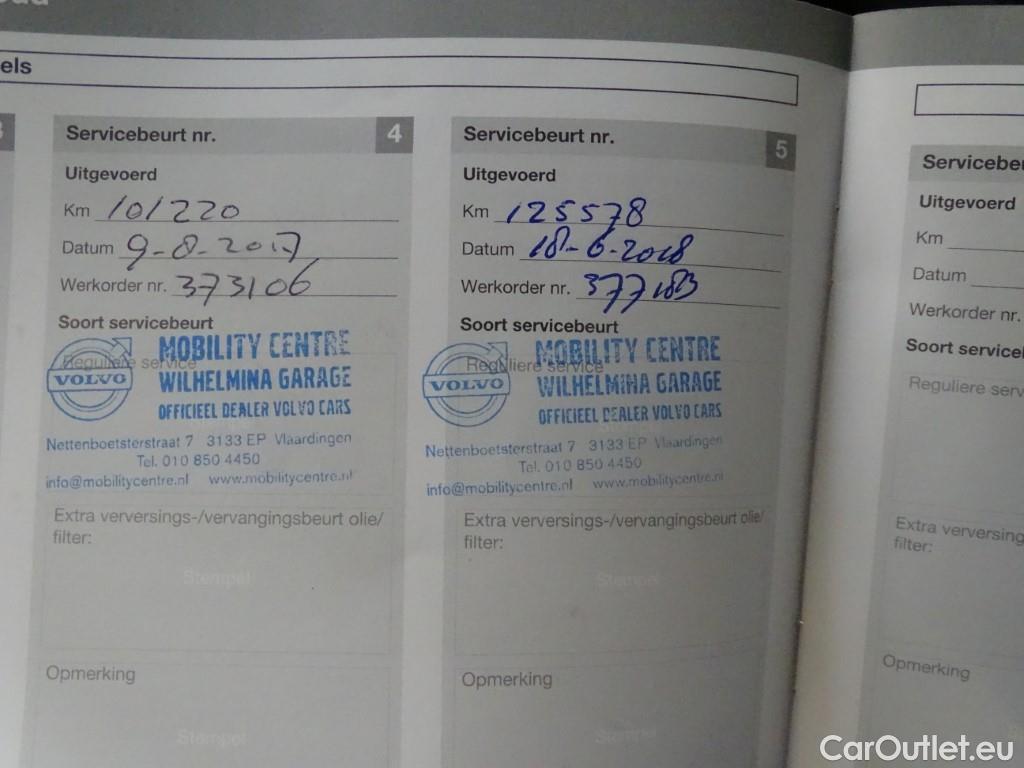 els
Servicebeurt nr. 4
Uitgevoerd
Km 101220
Datum 9-8-2017
Werkorder nr. 373106
Soort servicebeurt
Reguliere service
VOLVO
MOBILITY CENTRE
WILHELMINA GARAGE
OFFICIEEL DEALER VOLVO CARS
Nettenboetsterstraat 7 3133 EP Vlaardingen
Tel. 010 850 4450
info@mobilitycentre.nl www.mobilitycentre.nl
Extra verversings-/vervangingsbeurt olie/
filter:
Stempel
Opmerking
Stempel
Servicebeurt nr. 5
Uitgevoerd
Km 125578
Datum 18-6-2018
Werkorder nr.
Soort servicebeurt
Reguliere service
VOLVO
MOBILITY CENTRE
WILHELMINA GARAGE
OFFICIEEL DEALER VOLVO CARS
Nettenboetsterstraat 7 3133 EP Vlaardingen
Tel. 010 850 4450
info@mobilitycentre.nl www.mobilitycentre.nl
Extra verversings-/vervangingsbeurt olie/
filter:
Stempel
Opmerking
Stempel
Servicebeu
Uitgevoerd
Km
Datum
Werkorder nr.
Soort servicel
Reguliere serv
Extra verversing
filter:
Opmerking
CarOutlet.eu